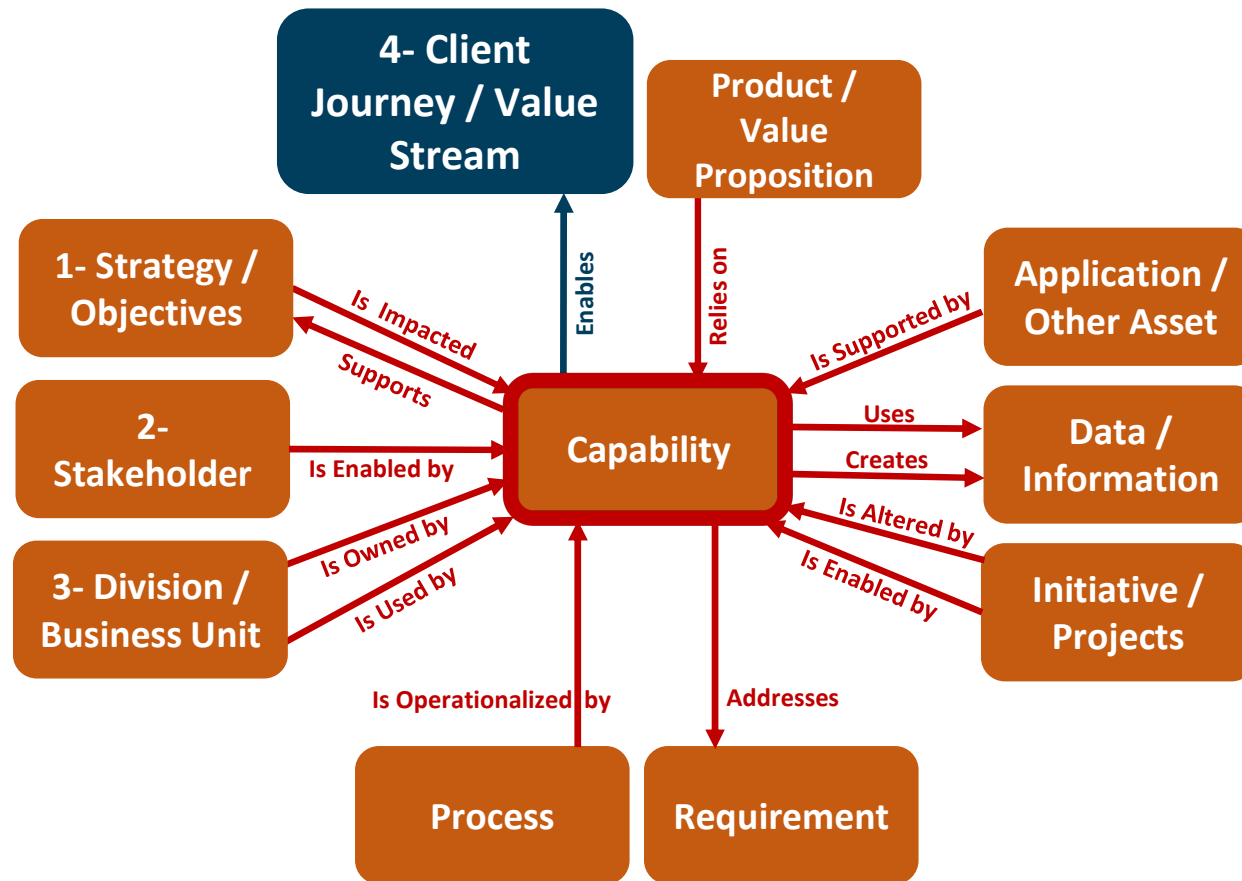 4- Client
Journey / Value
Stream
Product /
Value
Proposition
1- Strategy /
Objectives
Is Impacted
Supports
Enables
Relies on
Application /
Other Asset
Is Supported by
2-
Stakeholder
Is Enabled by
Capability
Uses
Creates
Data /
Information
3- Division /
Business Unit
Is Owned by
Is Used by
Is Altered by
Is Enabled by
Initiative /
Projects
Is Operationalized by
Addresses
Process
Requirement